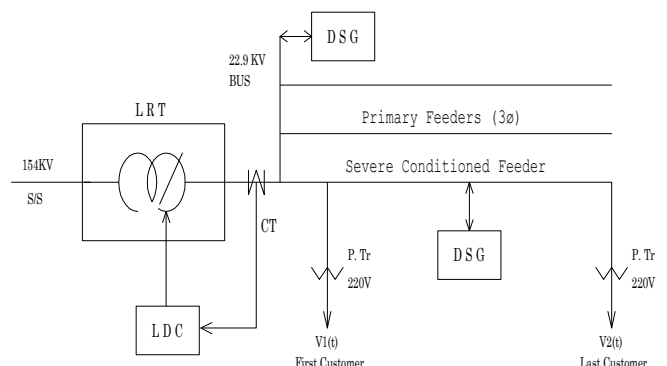 DSG
22.9 KV
BUS
LRT
Primary Feeders (3ø)
154KV
Severe Conditioned Feeder
S/S
CT
P. Tr
220V
DSG
P. Tr
220V
LDC
V1(t)
First Customer
V2(t)
Last Customer